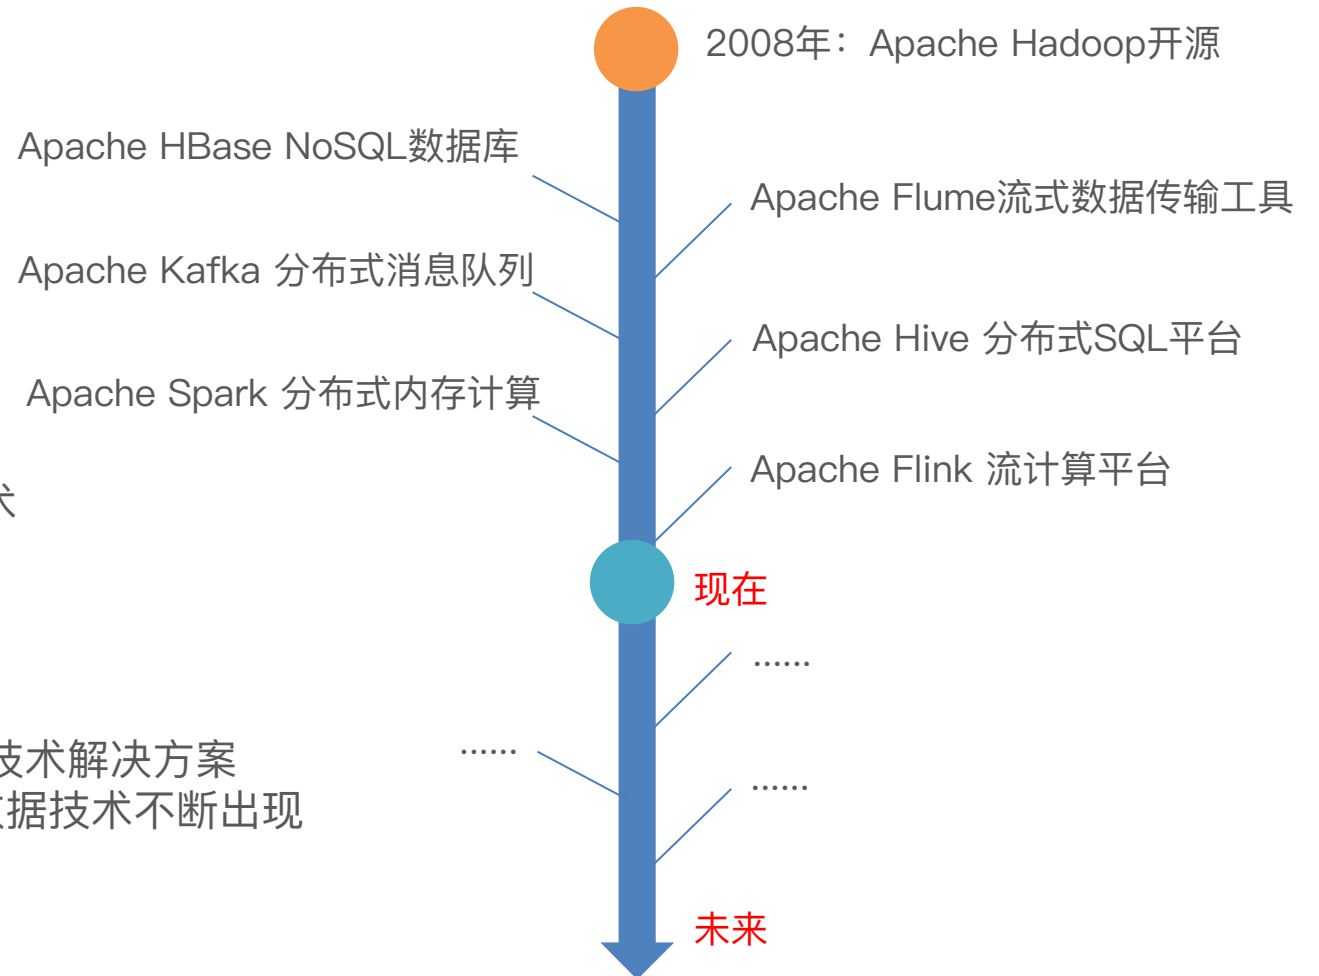 2008年：Apache Hadoop开源
Apache HBase NoSQL数据库
Apache Flume流式数据传输工具
Apache Kafka 分布式消息队列
Apache Hive 分布式SQL平台
Apache Spark 分布式内存计算
Apache Flink 流计算平台
术
现在
......
技术解决方案
......
......
据技术不断出现
未来